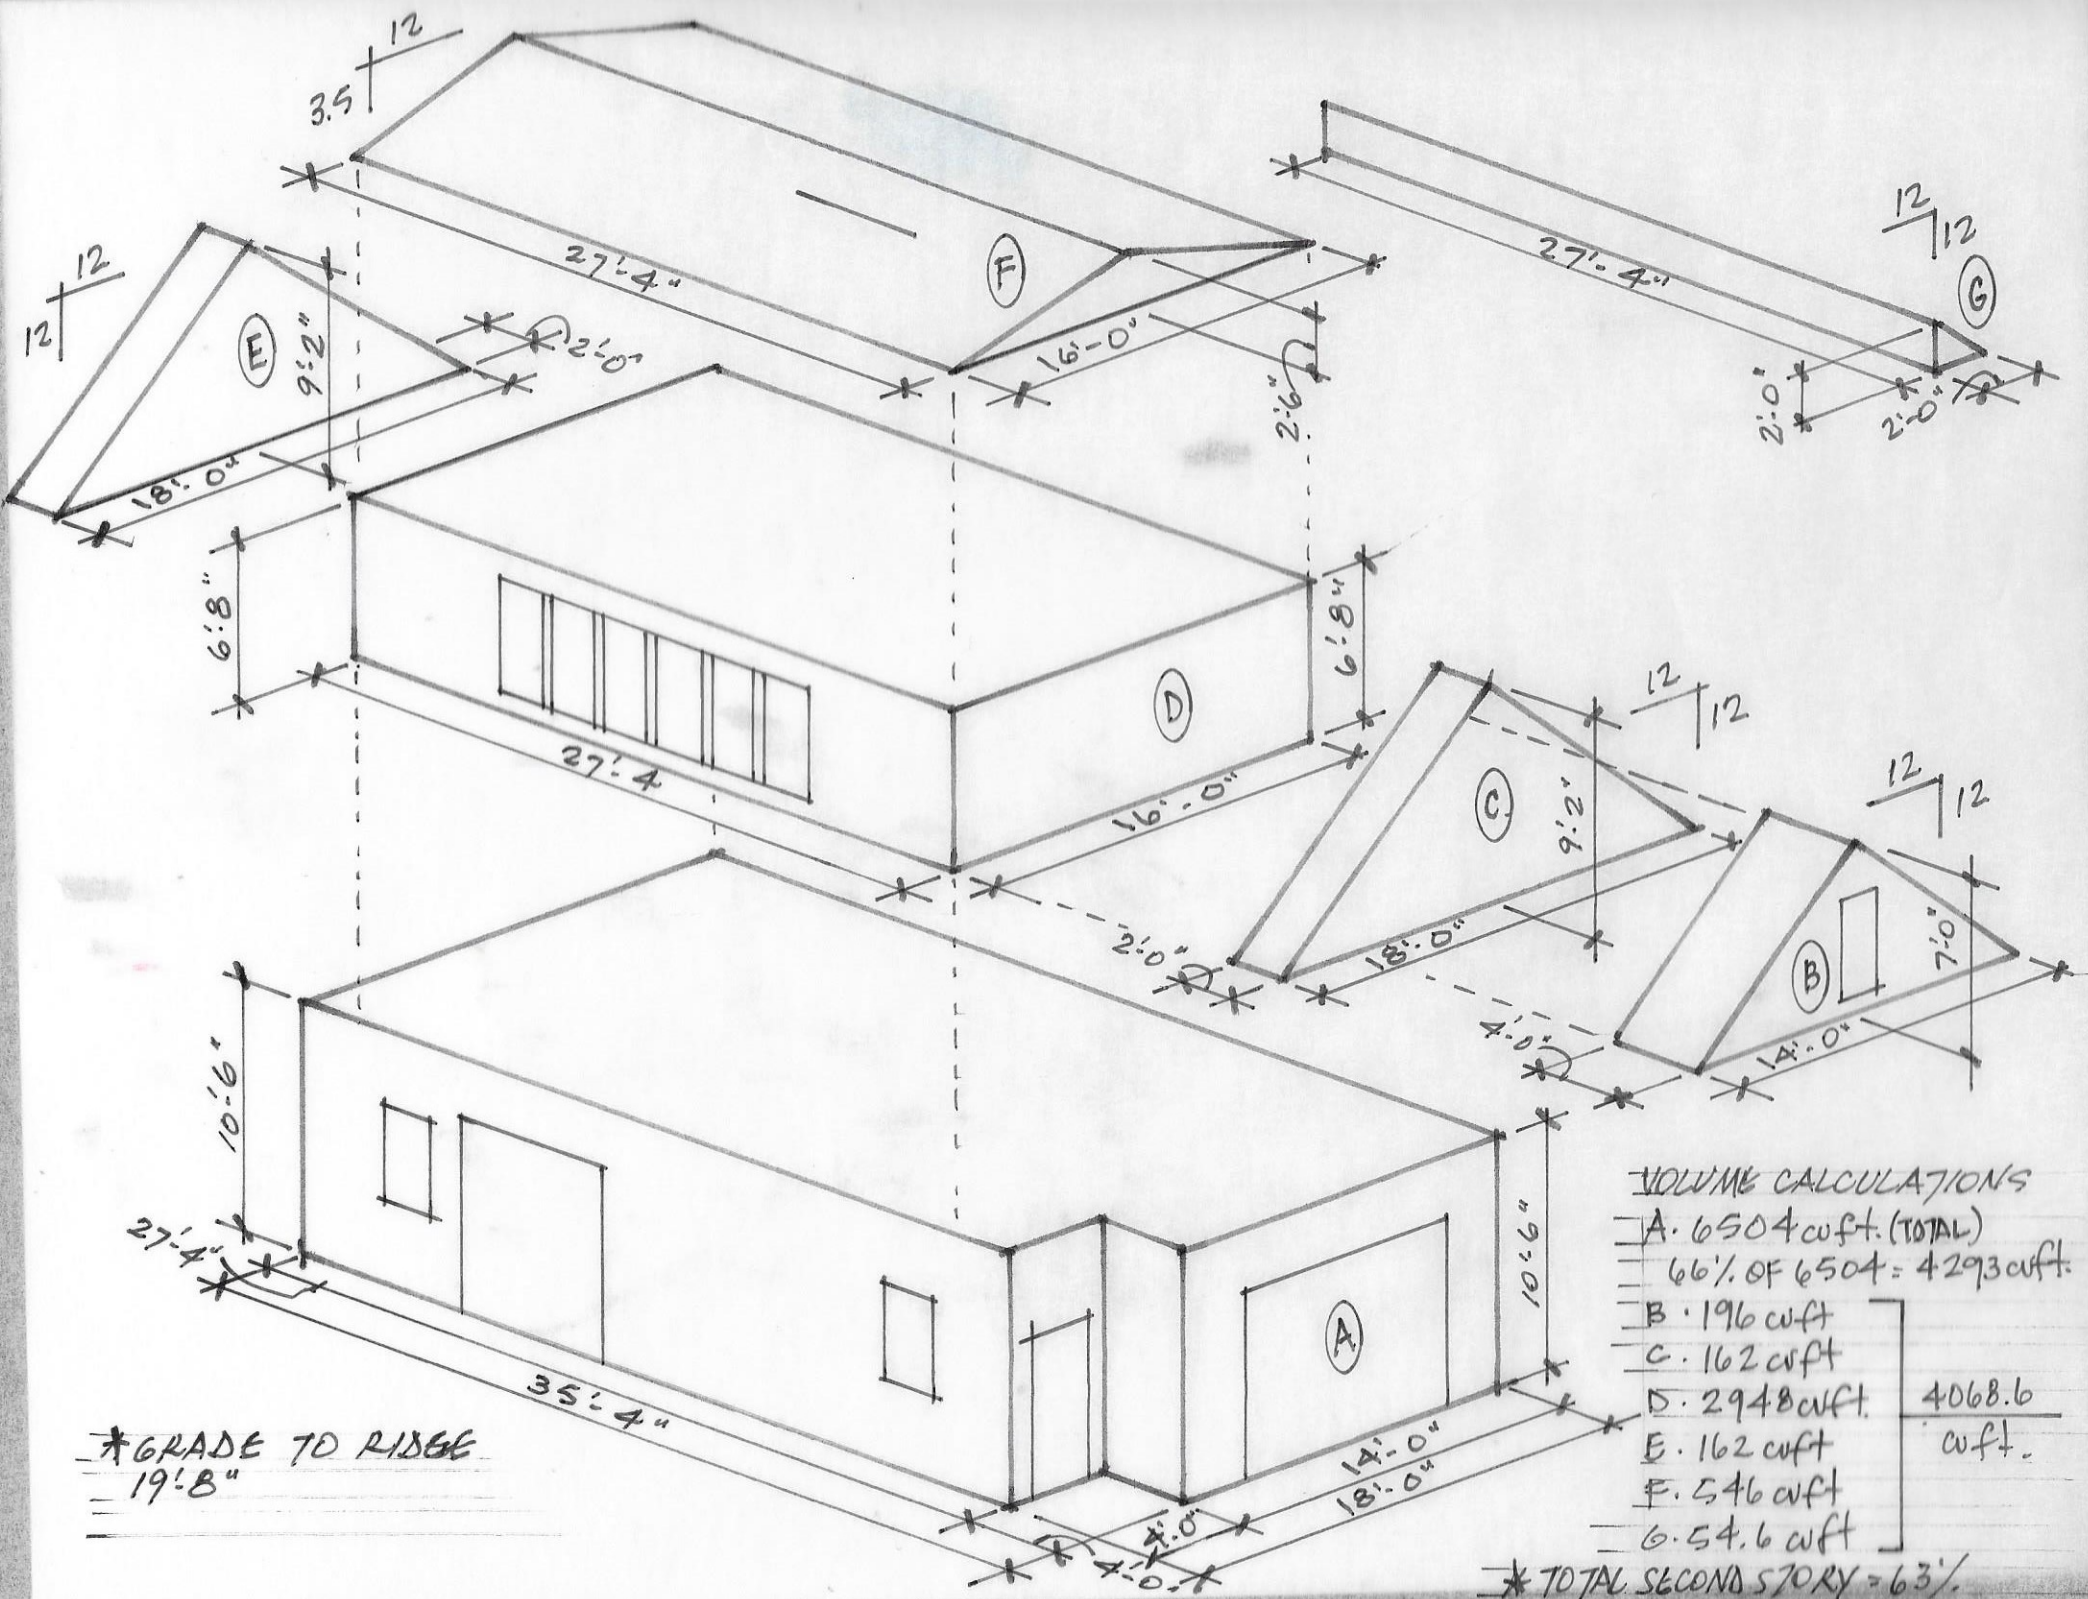 12
3.5
27'-4"
F
16'-0"
2'-6"
12
12
27'-4"
G
2'-0"
2'-0"
12
12
E
9'-2"
2'-0"
18'-0"
6'-8"
27'-4
D
6'-8"
16'-0"
12
12
C
9'-2"
2'-0"
18'-0"
12
12
B
7'-0"
4'-0"
14'-0"
10'-6"
27'-4"
35'-4"
A
10'-6"
14'-0"
18'-0"
4'-0"
4'-0"
*GRADE TO RIDGE
19'-8"
VOLUME CALCULATIONS
A. 6504 cuft. (TOTAL)
66% OF 6504 = 4293 cuft.
B. 196 cuft
C. 162 cuft
D. 2948 cuft.
E. 162 cuft
F. 546 cuft
G. 54.6 cuft
4068.6
cuft.
* TOTAL SECOND STORY = 63%